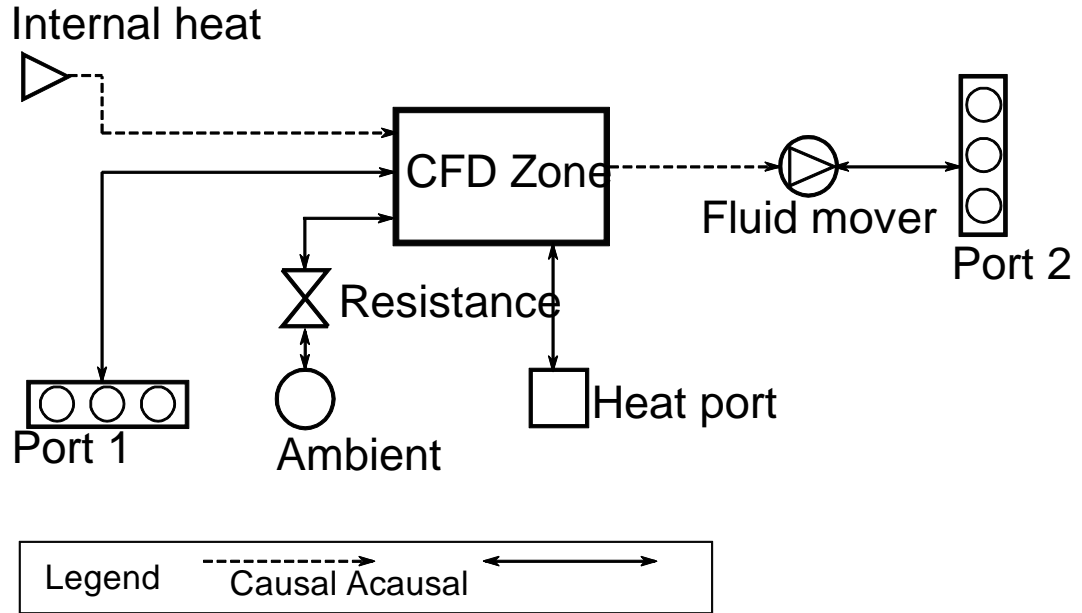 Internal heat
CFD Zone
Fluid mover
Port 2
Resistance
Heat port
Port 1
Ambient
Legend
Causal Acausal